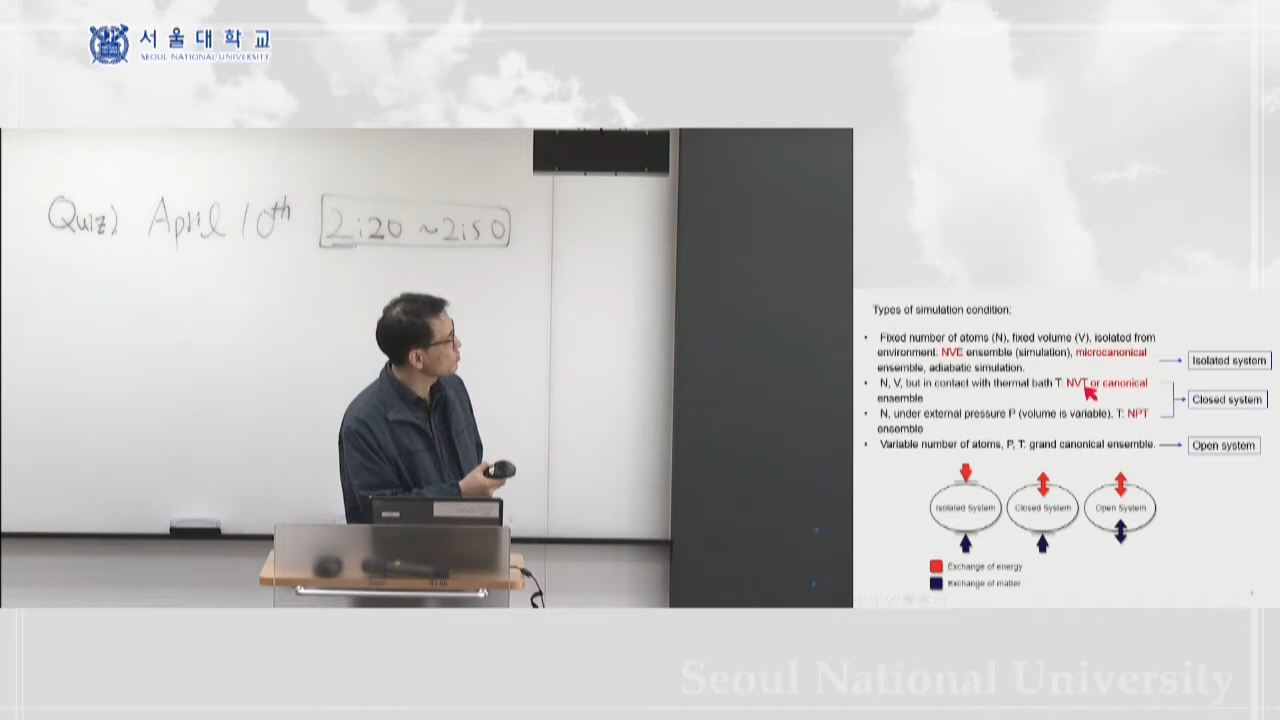 서울대학교
SEOUL NATIONAL UNIVERSITY
Quiz) April 10th 2:20 ~2:50
Types of simulation condition:
• Fixed number of atoms (N), fixed volume (V), isolated from
environment. NVE ensemble (simulation), microcanonical
ensemble, adiabatic simulation.
Isolated system
• N, V, but in contact with thermal bath T: NVT or canonical
ensemble
Closed system
• N, under external pressure P (volume is variable), T: NPT
ensemble
• Variable number of atoms, P, T: grand canonical ensemble.
Open system
Isolated System Closed System Open System
Exchange of energy
Exchange of matter
Seoul National University